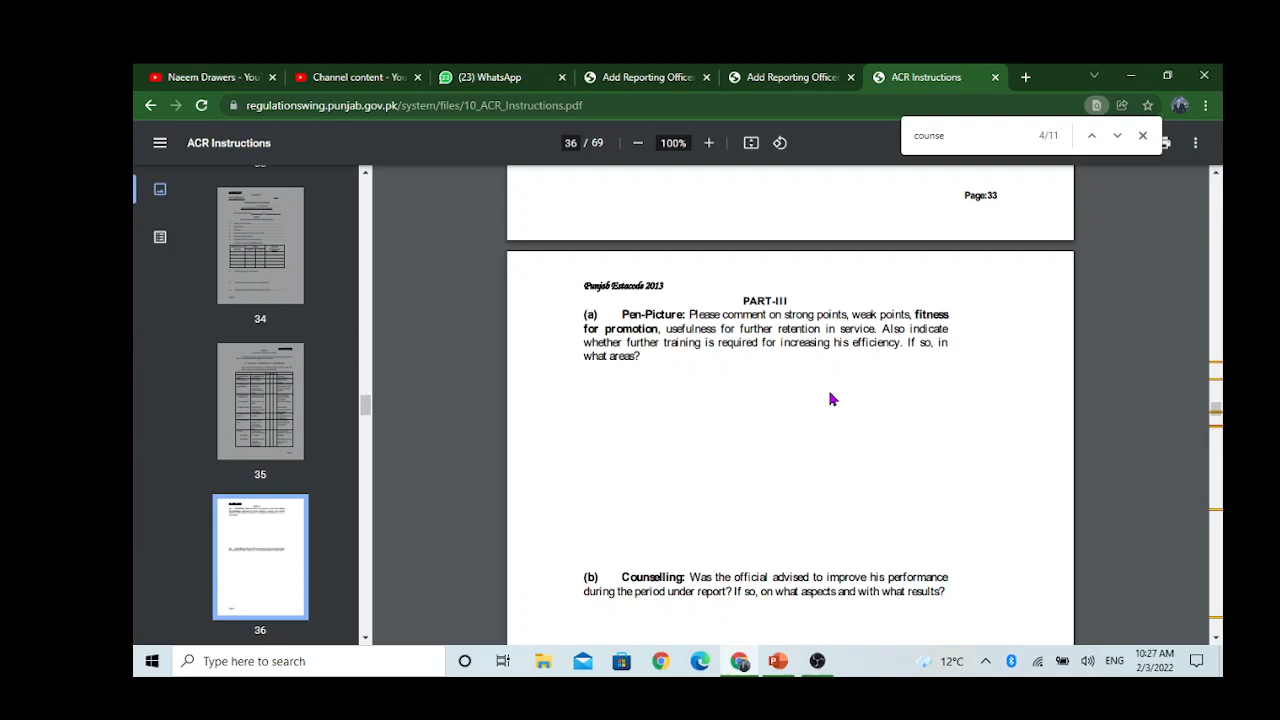 Naeem Drawers - You
Channel content - You
(23) WhatsApp
Add Reporting Office
Add Reporting Office
ACR Instructions
regulationswing.punjab.gov.pk/system/files/10_ACR_Instructions.pdf
counse
4/11
ACR Instructions
36 / 69
100%
Page:33
Punjab Estacode 2013
PART-III
(a) Pen-Picture: Please comment on strong points, weak points, fitness
for promotion, usefulness for further retention in service. Also indicate
whether further training is required for increasing his efficiency. If so, in
what areas?
(b) Counselling: Was the official advised to improve his performance
during the period under report? If so, on what aspects and with what results?
34
35
36
Type here to search
12°C
ENG
10:27 AM
2/3/2022